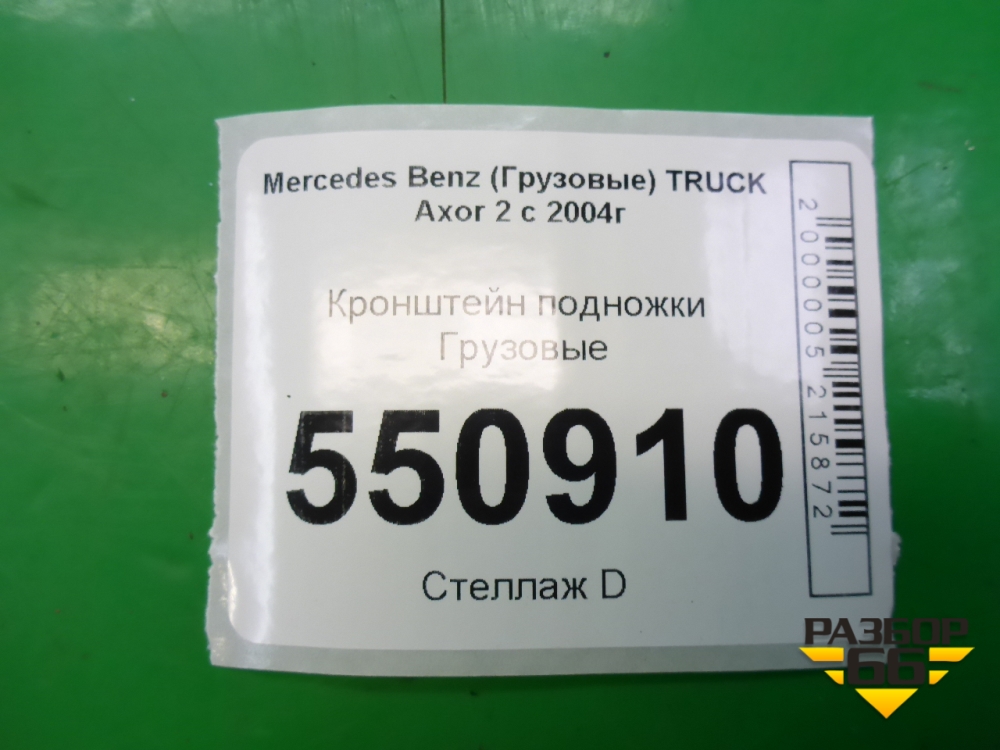 Mercedes Benz (Грузовые) TRUCK
Axor 2 с 2004г
Кронштейн подножки
Грузовые
550910
Стеллаж D
2000005215872
РАЗБОР
66